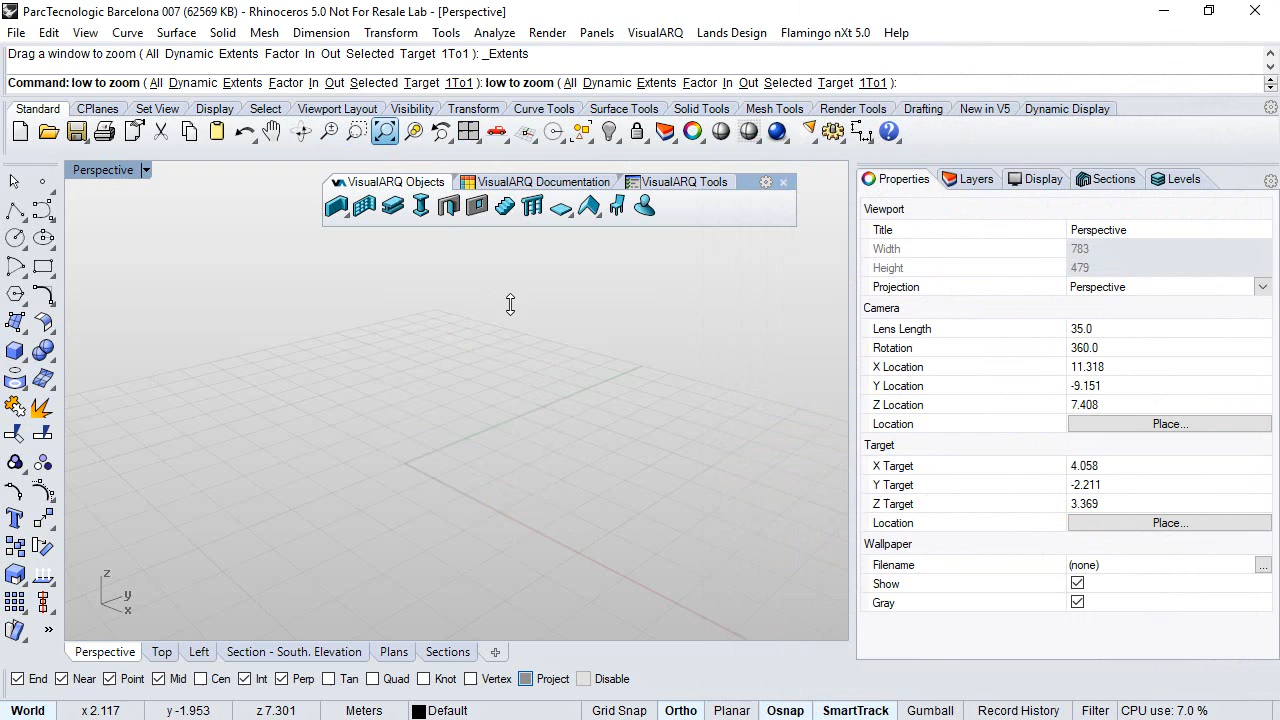 ParcTecnologic Barcelona 007 (62569 KB) - Rhinoceros 5.0 Not For Resale Lab - [Perspective]
File Edit View Curve Surface Solid Mesh Dimension Transform Tools Analyze Render Panels VisualARQ Lands Design Flamingo nXt 5.0 Help
Drag a window to zoom ( All Dynamic Extents Factor In Out Selected Target 1To1 ): _Extents
Command: low to zoom ( All Dynamic Extents Factor In Out Selected Target 1To1 ): low to zoom ( All Dynamic Extents Factor In Out Selected Target 1To1 ):
Standard CPlanes Set View Display Select Viewport Layout Visibility Transform Curve Tools Surface Tools Solid Tools Mesh Tools Render Tools Drafting New in V5 Dynamic Display
Perspective
VisualARQ Objects VisualARQ Documentation VisualARQ Tools
Properties Layers Display Sections Levels
Viewport
Title Perspective
Width 783
Height 479
Projection Perspective
Camera
Lens Length 35.0
Rotation 360.0
X Location 11.318
Y Location -9.151
Z Location 7.408
Location Place...
Target
X Target 4.058
Y Target -2.211
Z Target 3.369
Location Place...
Wallpaper
Filename (none) ...
Show
Gray
z
y
x
Perspective Top Left Section - South. Elevation Plans Sections
End Near Point Mid Cen Int Perp Tan Quad Knot Vertex Project Disable
World x 2.117 y -1.953 z 7.301 Meters Default Grid Snap Ortho Planar Osnap SmartTrack Gumball Record History Filter CPU use: 7.0 %